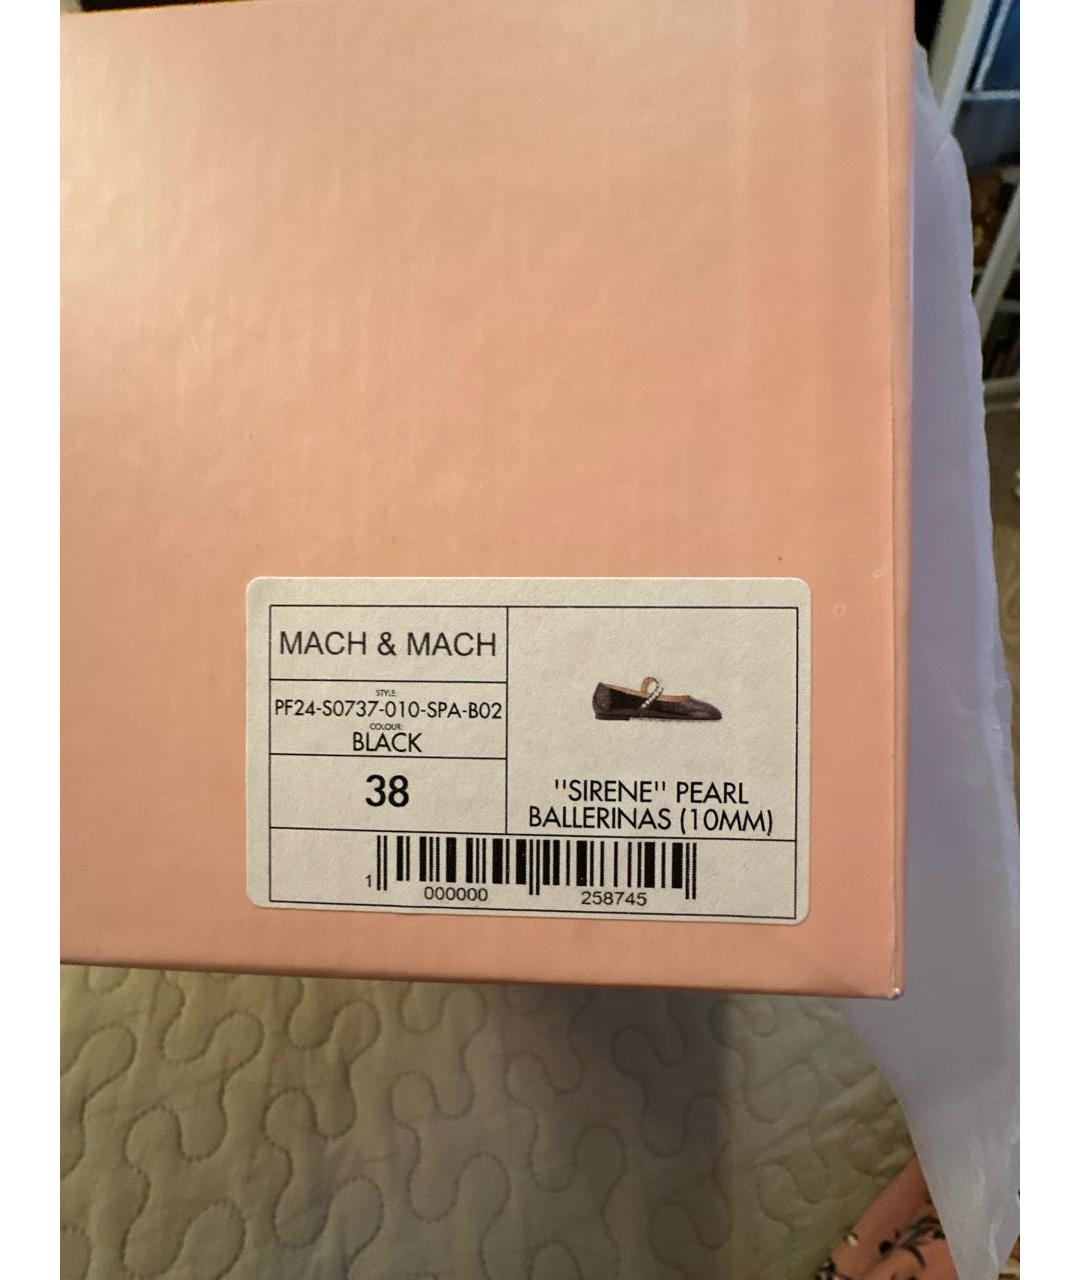 MACH & MACH
STYLE:
PF24-S0737-010-SPA-B02
COLOUR:
BLACK
38
"SIRENE" PEARL
BALLERINAS (10MM)
1 000000 258745